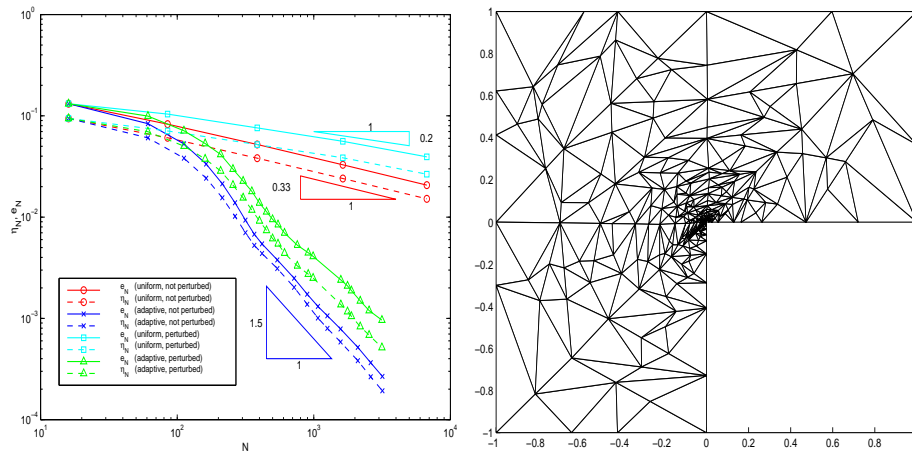 10^0
10^{-1}
10^{-2}
10^{-3}
10^{-4}
η_N, e_N
1
0.2
0.33
1
1.5
1
e_N (uniform, not perturbed)
η_N (uniform, not perturbed)
e_N (adaptive, not perturbed)
η_N (adaptive, not perturbed)
e_N (uniform, perturbed)
η_N (uniform, perturbed)
e_N (adaptive, perturbed)
η_N (adaptive, perturbed)
10^1 10^2 10^3 10^4
N
1
0.8
0.6
0.4
0.2
0
−0.2
−0.4
−0.6
−0.8
−1
−1 −0.8 −0.6 −0.4 −0.2 0 0.2 0.4 0.6 0.8